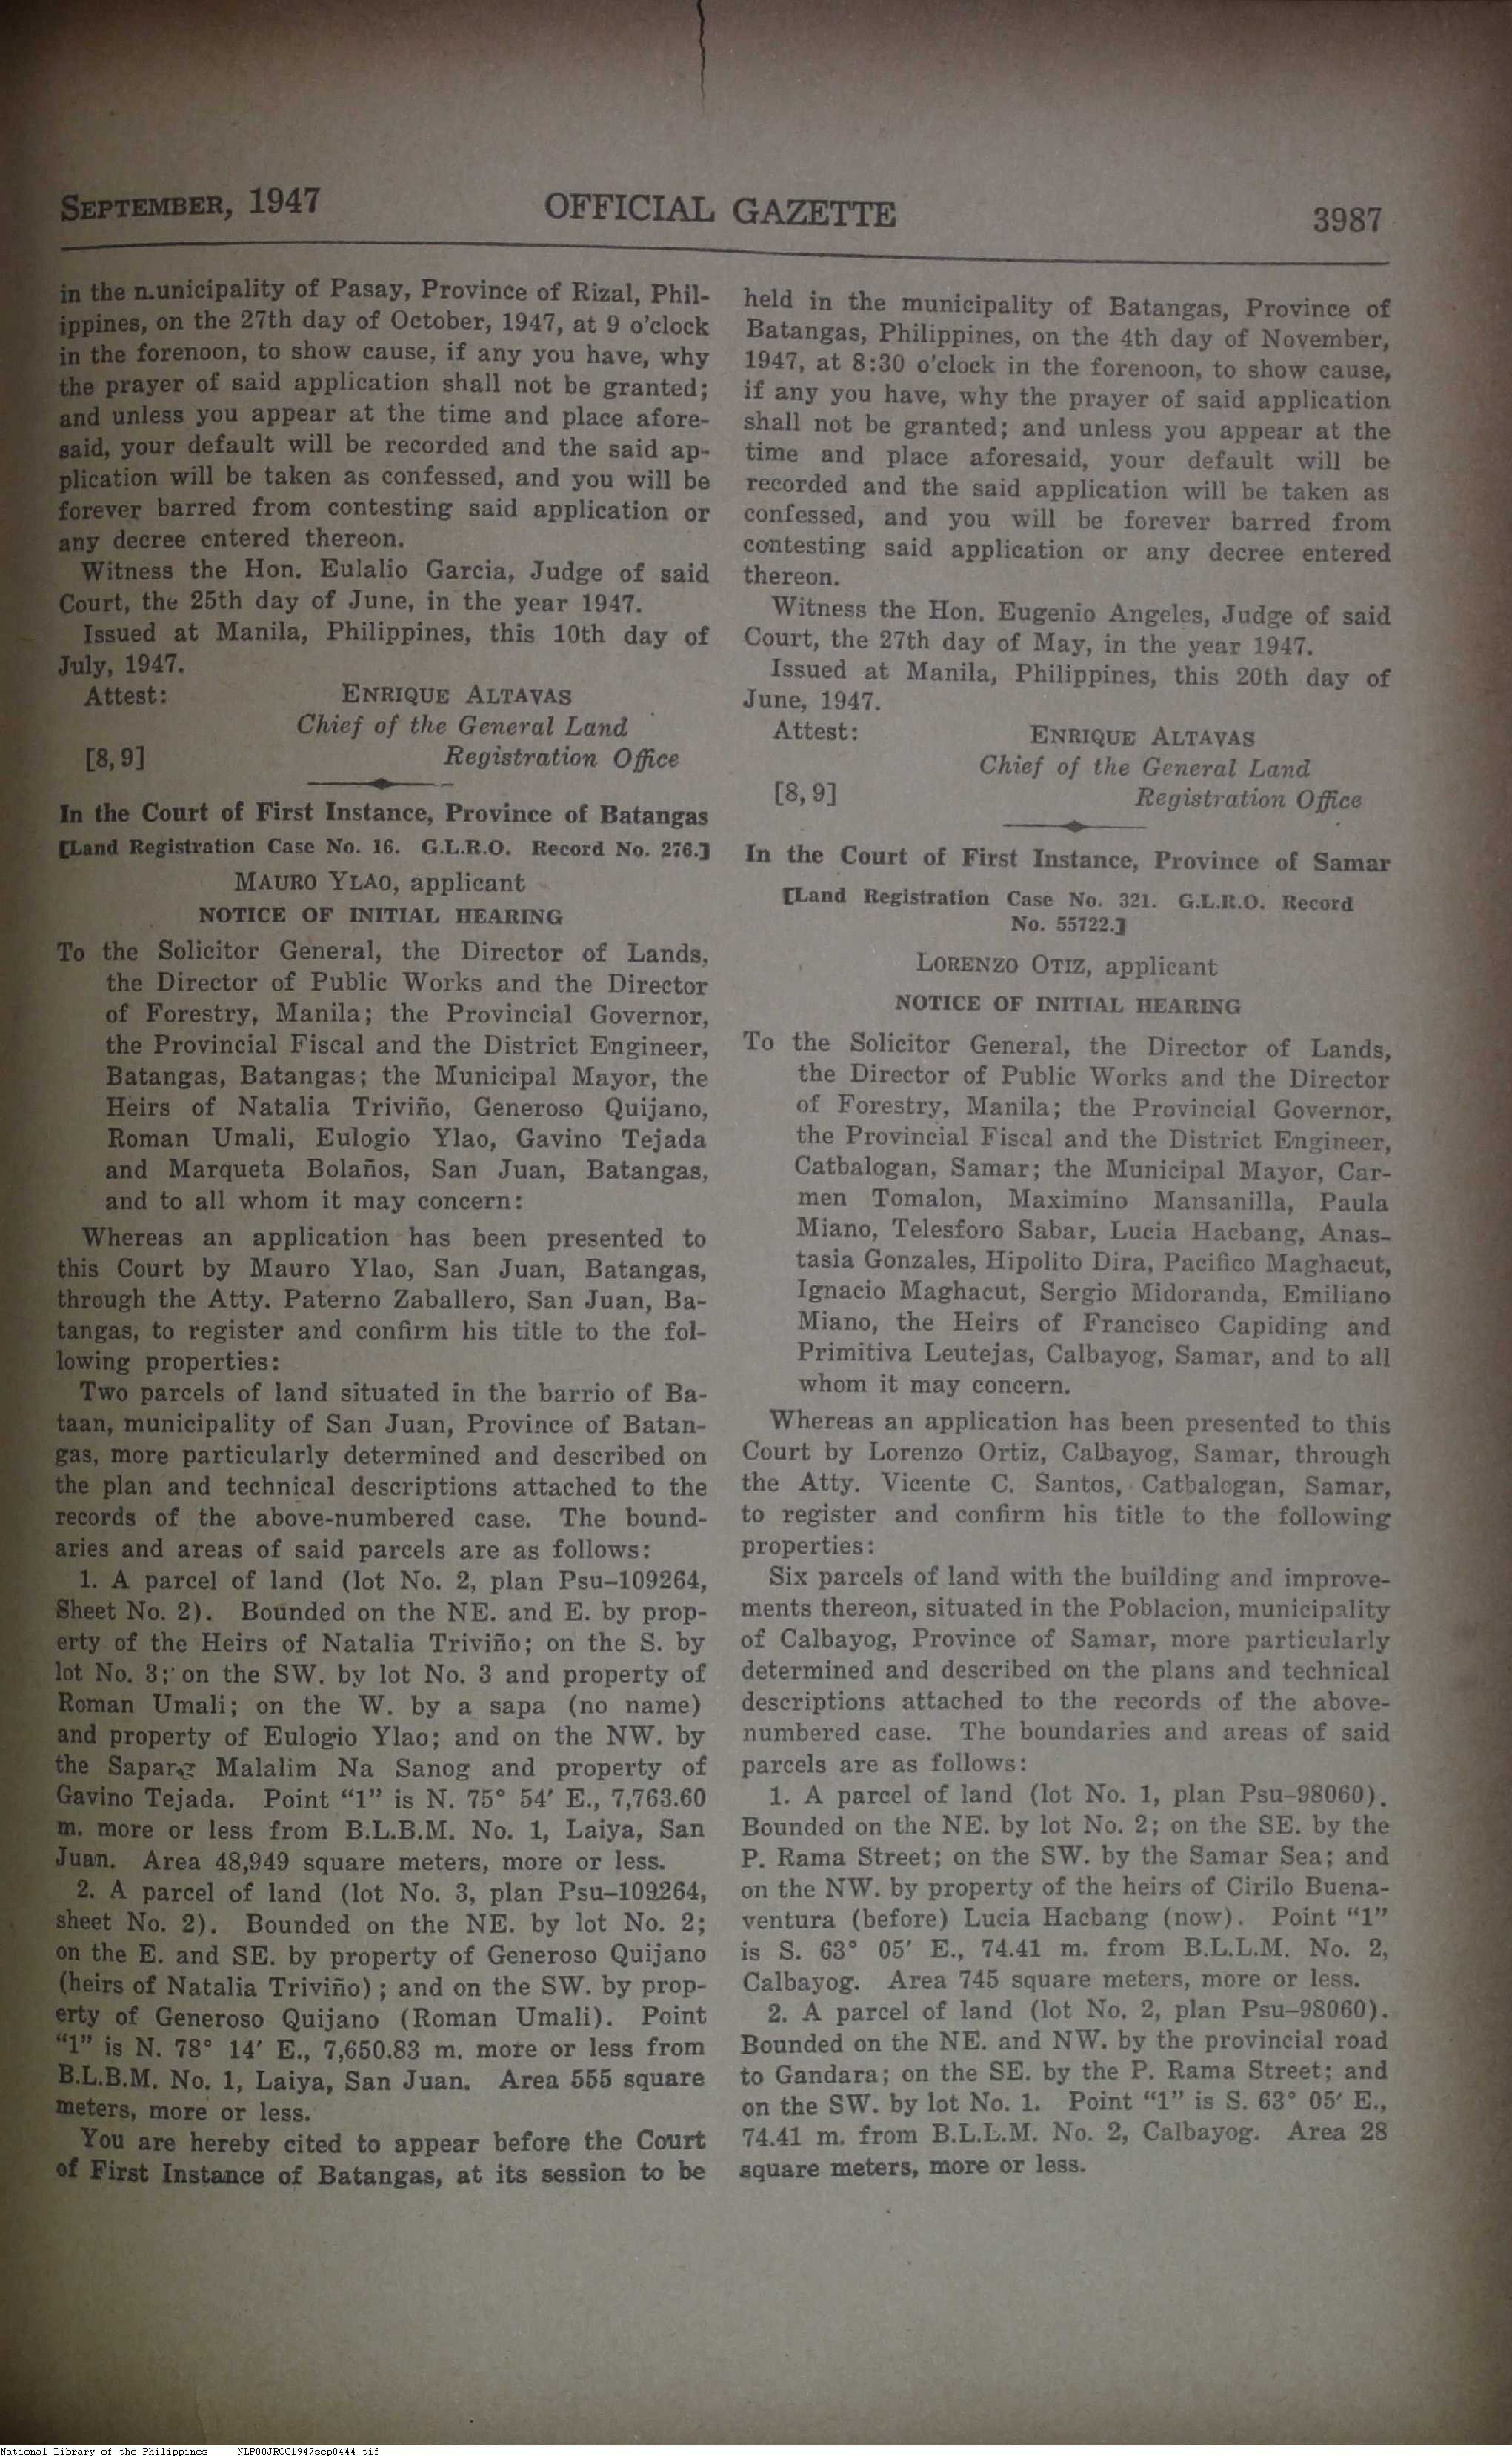 SEPTEMBER, 1947
OFFICIAL GAZETTE
3987
in the n.unicipality of Pasay, Province of Rizal, Phil-
ippines, on the 27th day of October, 1947, at 9 o'clock
in the forenoon, to show cause, if any you have, why
the prayer of said application shall not be granted;
and unless you appear at the time and place afore-
said, your default will be recorded and the said ap-
plication will be taken as confessed, and you will be
forever barred from contesting said application or
any decree entered thereon.
Witness the Hon. Eulalio Garcia, Judge of said
Court, the 25th day of June, in the year 1947.
Issued at Manila, Philippines, this 10th day of
July, 1947.
Attest: ENRIQUE ALTAVAS
Chief of the General Land
[8, 9] Registration Office
In the Court of First Instance, Province of Batangas
[Land Registration Case No. 16. G.L.R.O. Record No. 276.]
MAURO YLAO, applicant
NOTICE OF INITIAL HEARING
To the Solicitor General, the Director of Lands,
the Director of Public Works and the Director
of Forestry, Manila; the Provincial Governor,
the Provincial Fiscal and the District Engineer,
Batangas, Batangas; the Municipal Mayor, the
Heirs of Natalia Triviño, Generoso Quijano,
Roman Umali, Eulogio Ylao, Gavino Tejada
and Marqueta Bolaños, San Juan, Batangas,
and to all whom it may concern:
Whereas an application has been presented to
this Court by Mauro Ylao, San Juan, Batangas,
through the Atty. Paterno Zaballero, San Juan, Ba-
tangas, to register and confirm his title to the fol-
lowing properties:
Two parcels of land situated in the barrio of Ba-
taan, municipality of San Juan, Province of Batan-
gas, more particularly determined and described on
the plan and technical descriptions attached to the
records of the above-numbered case. The bound-
aries and areas of said parcels are as follows:
1. A parcel of land (lot No. 2, plan Psu–109264,
Sheet No. 2). Bounded on the NE. and E. by prop-
erty of the Heirs of Natalia Triviño; on the S. by
lot No. 3; on the SW. by lot No. 3 and property of
Roman Umali; on the W. by a sapa (no name)
and property of Eulogio Ylao; and on the NW. by
the Sapang Malalim Na Sanog and property of
Gavino Tejada. Point "1" is N. 75° 54′ E., 7,763.60
m. more or less from B.L.B.M. No. 1, Laiya, San
Juan. Area 48,949 square meters, more or less.
2. A parcel of land (lot No. 3, plan Psu–109264,
sheet No. 2). Bounded on the NE. by lot No. 2;
on the E. and SE. by property of Generoso Quijano
(heirs of Natalia Triviño); and on the SW. by prop-
erty of Generoso Quijano (Roman Umali). Point
"1" is N. 78° 14′ E., 7,650.83 m. more or less from
B.L.B.M. No. 1, Laiya, San Juan. Area 555 square
meters, more or less.
You are hereby cited to appear before the Court
of First Instance of Batangas, at its session to be
held in the municipality of Batangas, Province of
Batangas, Philippines, on the 4th day of November,
1947, at 8:30 o'clock in the forenoon, to show cause,
if any you have, why the prayer of said application
shall not be granted; and unless you appear at the
time and place aforesaid, your default will be
recorded and the said application will be taken as
confessed, and you will be forever barred from
contesting said application or any decree entered
thereon.
Witness the Hon. Eugenio Angeles, Judge of said
Court, the 27th day of May, in the year 1947.
Issued at Manila, Philippines, this 20th day of
June, 1947.
Attest: ENRIQUE ALTAVAS
Chief of the General Land
[8, 9] Registration Office
In the Court of First Instance, Province of Samar
[Land Registration Case No. 321. G.L.R.O. Record
No. 55722.]
LORENZO OTIZ, applicant
NOTICE OF INITIAL HEARING
To the Solicitor General, the Director of Lands,
the Director of Public Works and the Director
of Forestry, Manila; the Provincial Governor,
the Provincial Fiscal and the District Engineer,
Catbalogan, Samar; the Municipal Mayor, Car-
men Tomalon, Maximino Mansanilla, Paula
Miano, Telesforo Sabar, Lucia Hacbang, Anas-
tasia Gonzales, Hipolito Dira, Pacifico Maghacut,
Ignacio Maghacut, Sergio Midoranda, Emiliano
Miano, the Heirs of Francisco Capiding and
Primitiva Leutejas, Calbayog, Samar, and to all
whom it may concern.
Whereas an application has been presented to this
Court by Lorenzo Ortiz, Calbayog, Samar, through
the Atty. Vicente C. Santos, Catbalogan, Samar,
to register and confirm his title to the following
properties:
Six parcels of land with the building and improve-
ments thereon, situated in the Poblacion, municipality
of Calbayog, Province of Samar, more particularly
determined and described on the plans and technical
descriptions attached to the records of the above-
numbered case. The boundaries and areas of said
parcels are as follows:
1. A parcel of land (lot No. 1, plan Psu–98060).
Bounded on the NE. by lot No. 2; on the SE. by the
P. Rama Street; on the SW. by the Samar Sea; and
on the NW. by property of the heirs of Cirilo Buena-
ventura (before) Lucia Hacbang (now). Point "1"
is S. 63° 05′ E., 74.41 m. from B.L.L.M. No. 2,
Calbayog. Area 745 square meters, more or less.
2. A parcel of land (lot No. 2, plan Psu–98060).
Bounded on the NE. and NW. by the provincial road
to Gandara; on the SE. by the P. Rama Street; and
on the SW. by lot No. 1. Point "1" is S. 63° 05′ E.,
74.41 m. from B.L.L.M. No. 2, Calbayog. Area 28
square meters, more or less.
National Library of the Philippines NLP00JROG1947sep0444.tif